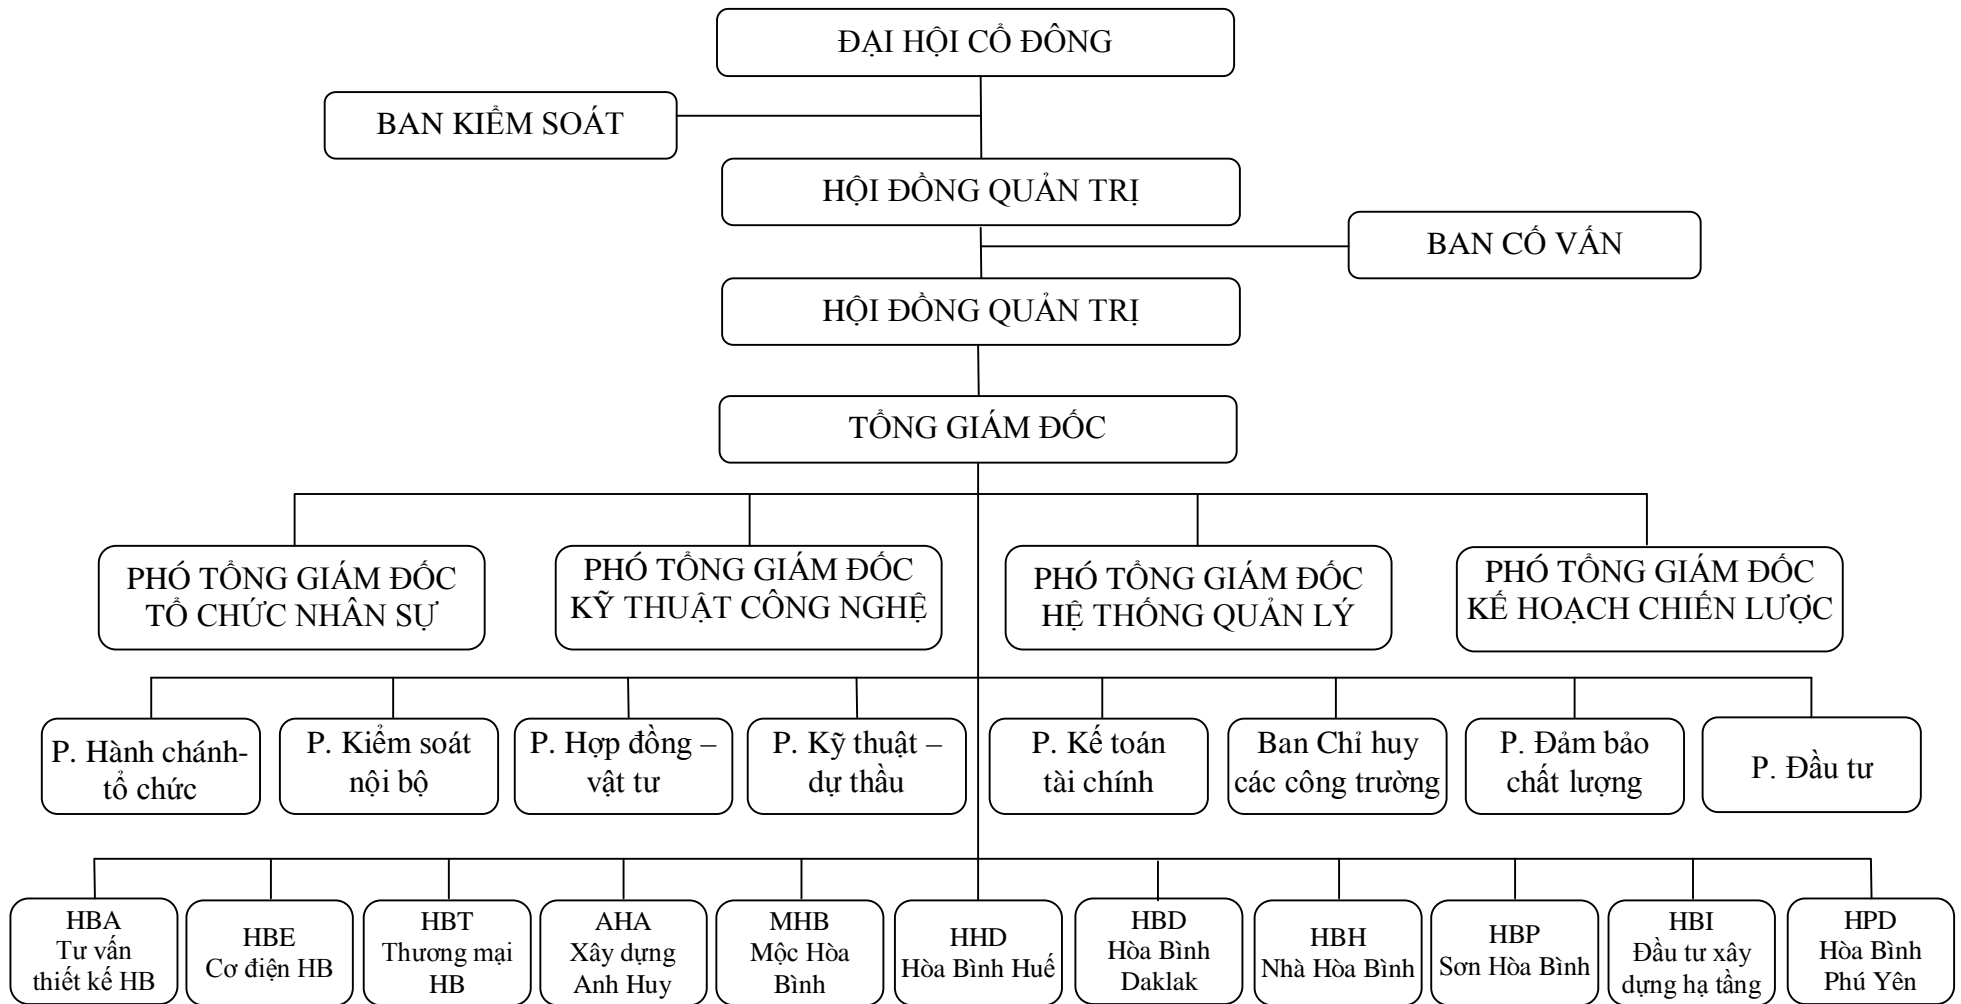 ĐẠI HỘI CỔ ĐÔNG
BAN KIỂM SOÁT
HỘI ĐỒNG QUẢN TRỊ
BAN CỐ VẤN
HỘI ĐỒNG QUẢN TRỊ
TỔNG GIÁM ĐỐC
PHÓ TỔNG GIÁM ĐỐC
TỔ CHỨC NHÂN SỰ
PHÓ TỔNG GIÁM ĐỐC
KỸ THUẬT CÔNG NGHỆ
PHÓ TỔNG GIÁM ĐỐC
HỆ THỐNG QUẢN LÝ
PHÓ TỔNG GIÁM ĐỐC
KẾ HOẠCH CHIẾN LƯỢC
P. Hành chánh-
tổ chức
P. Kiểm soát
nội bộ
P. Hợp đồng –
vật tư
P. Kỹ thuật –
dự thầu
P. Kế toán
tài chính
Ban Chỉ huy
các công trường
P. Đảm bảo
chất lượng
P. Đầu tư
HBA
Tư vấn
thiết kế HB
HBE
Cơ điện HB
HBT
Thương mại
HB
AHA
Xây dựng
Anh Huy
MHB
Mộc Hòa
Bình
HHD
Hòa Bình Huế
HBD
Hòa Bình
Daklak
HBH
Nhà Hòa Bình
HBP
Sơn Hòa Bình
HBI
Đầu tư xây
dựng hạ tầng
HPD
Hòa Bình
Phú Yên